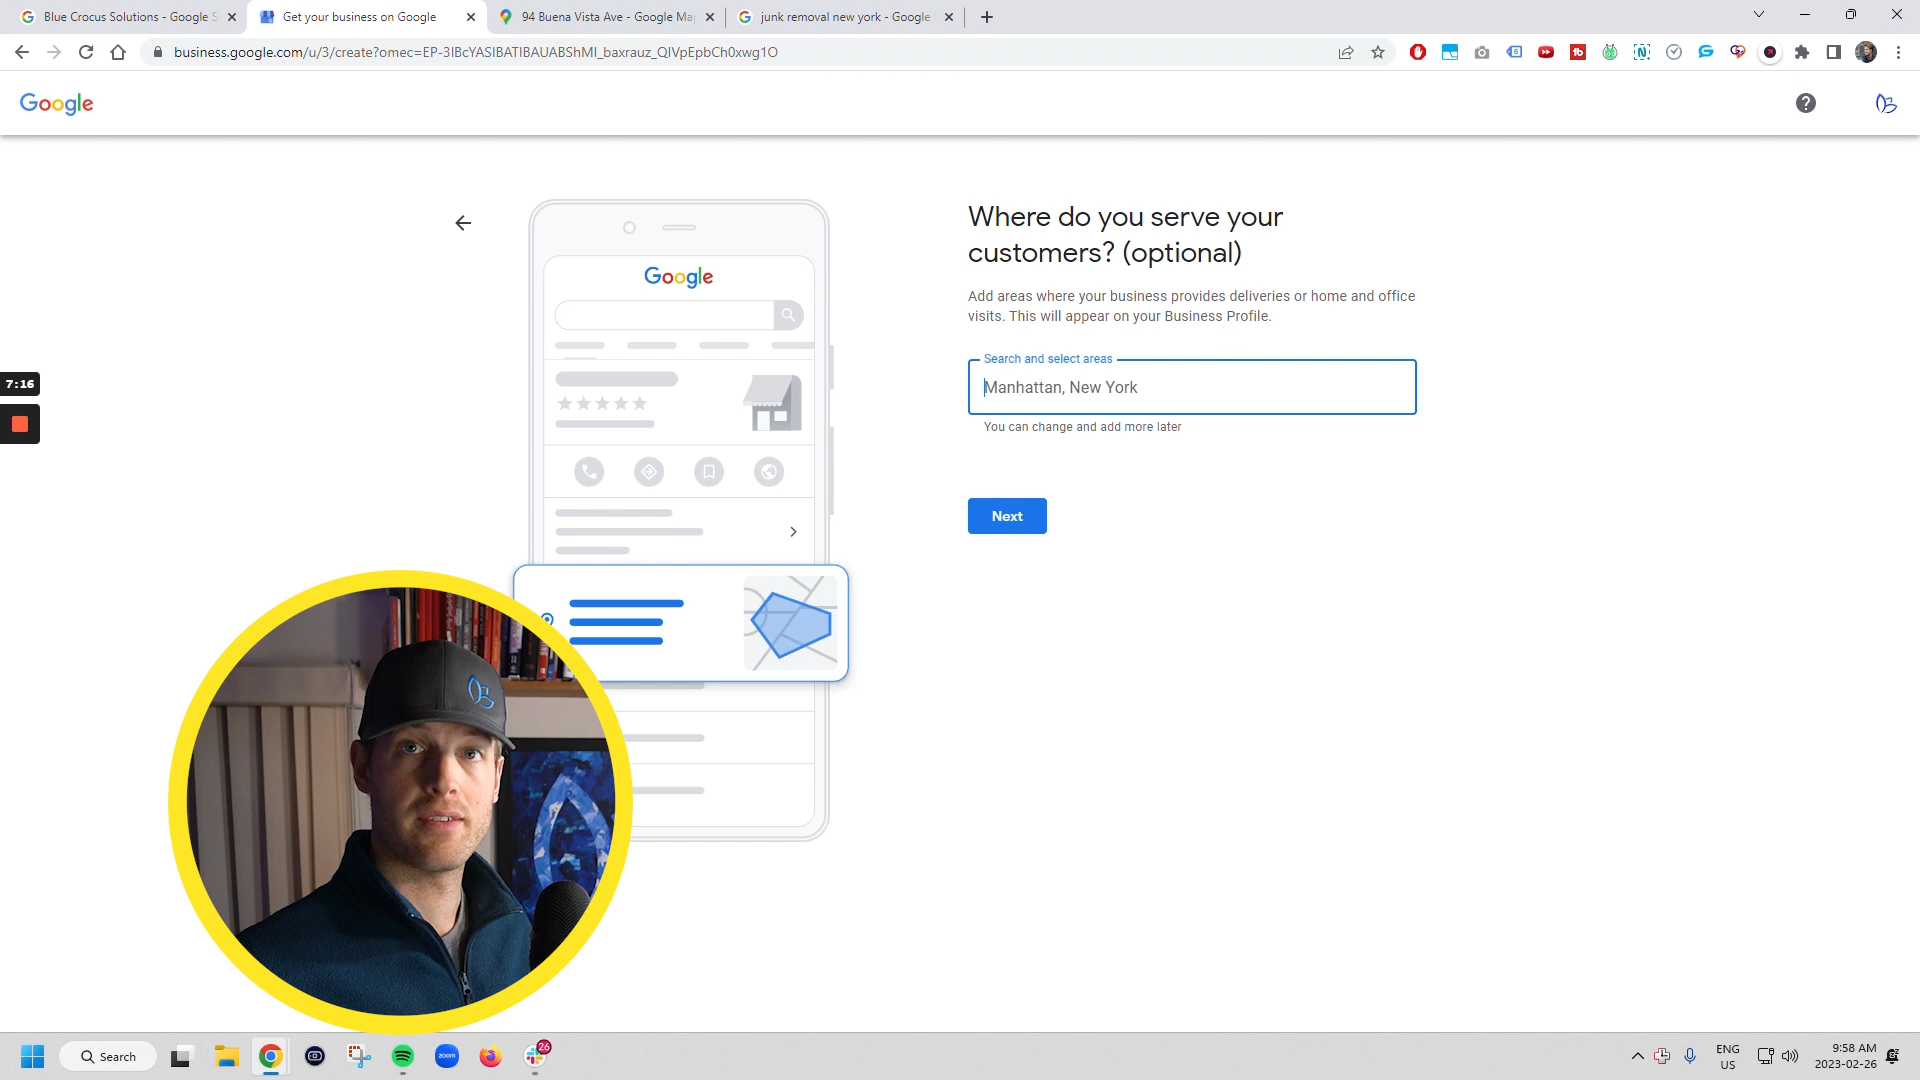 Blue Crocus Solutions - Google S
Get your business on Google
94 Buena Vista Ave - Google Ma
junk removal new york - Google
business.google.com/u/3/create?omec=EP-3IBcYASIBATIBAUABShMI_baxrauz_QIVpEpbCh0xwg1O
Google
Where do you serve your
customers? (optional)
Google
Add areas where your business provides deliveries or home and office
visits. This will appear on your Business Profile.
Search and select areas
Manhattan, New York
You can change and add more later
7:16
Next
Search
zoom
26
ENG
US
9:58 AM
2023-02-26